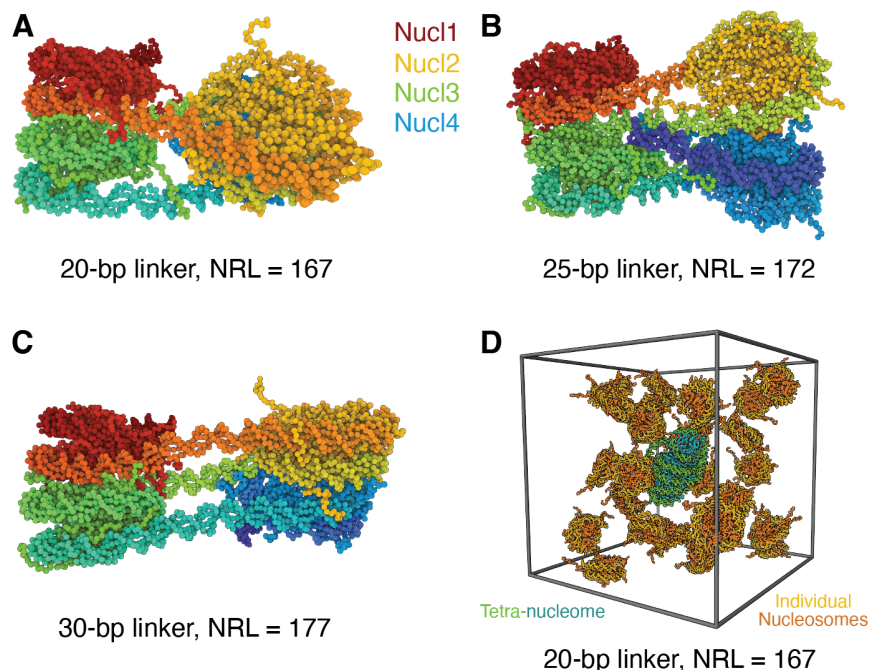 A
Nucl1
Nucl2
Nucl3
Nucl4
B
20-bp linker, NRL = 167
25-bp linker, NRL = 172
C
D
30-bp linker, NRL = 177
Tetra-nucleome
Individual
Nucleosomes
20-bp linker, NRL = 167